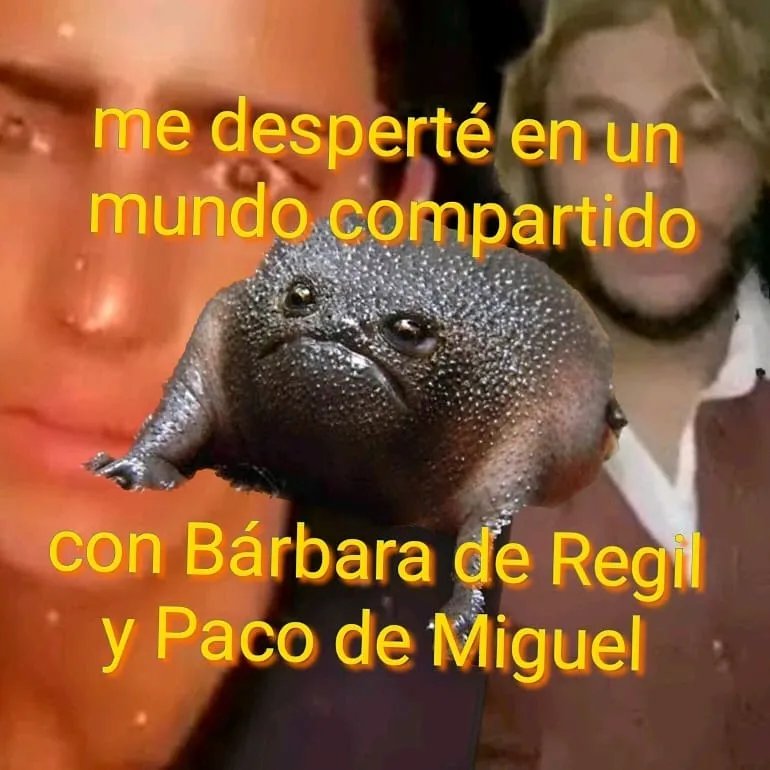 me desperté en un
mundo compartido
con Bárbara de Regil
y Paco de Miguel